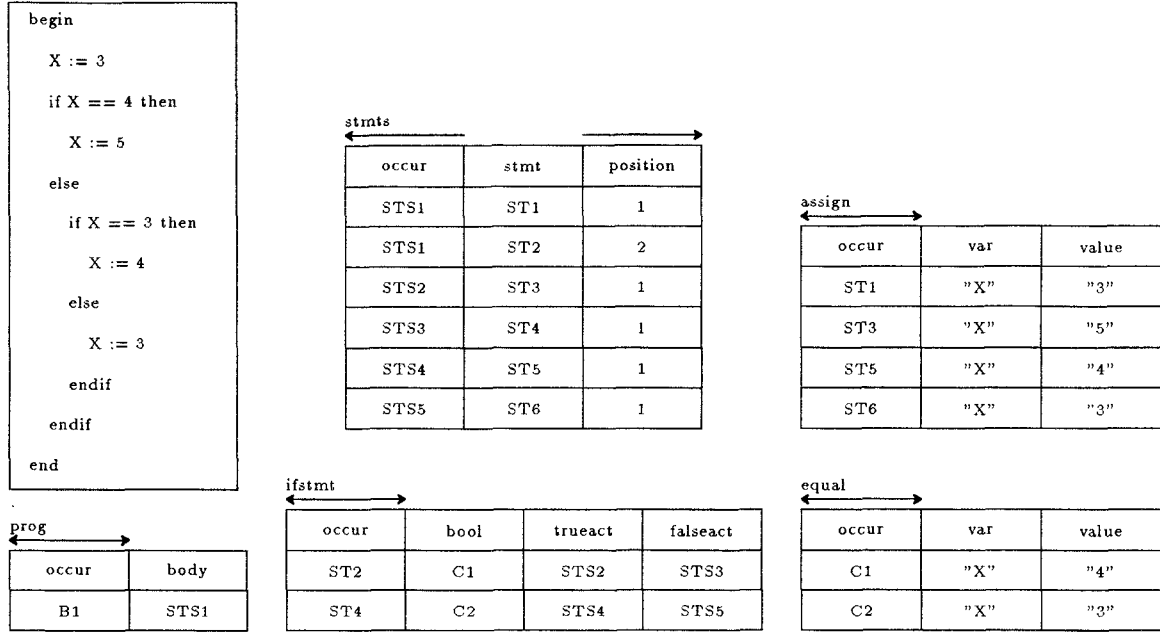 begin
X := 3
if X == 4 then
X := 5
else
if X == 3 then
X := 4
else
X := 3
endif
endif
end
stmts
occur stmt position
STS1 ST1 1
STS1 ST2 2
STS2 ST3 1
STS3 ST4 1
STS4 ST5 1
STS5 ST6 1
assign
occur var value
ST1 "X" "3"
ST3 "X" "5"
ST5 "X" "4"
ST6 "X" "3"
prog
occur body
B1 STS1
ifstmt
occur bool trueact falseact
ST2 C1 STS2 STS3
ST4 C2 STS4 STS5
equal
occur var value
C1 "X" "4"
C2 "X" "3"